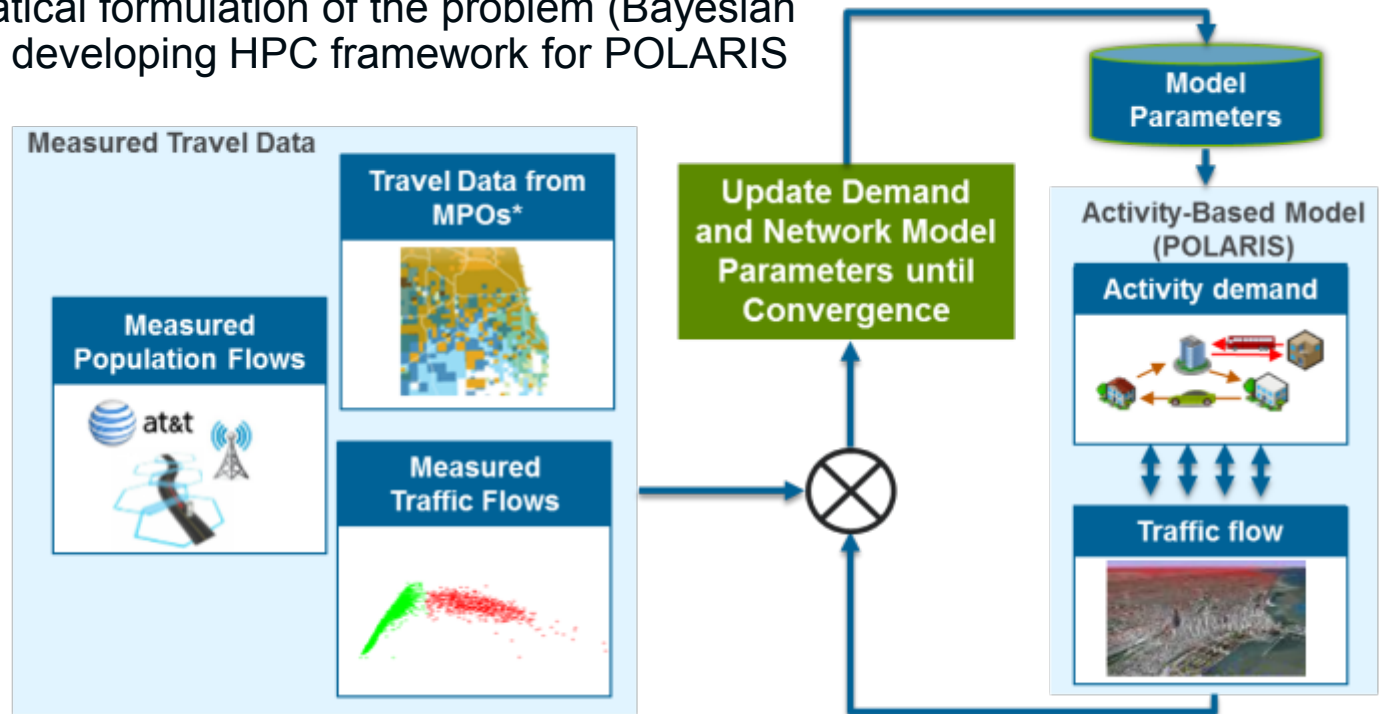 atical formulation of the problem (Bayesian
developing HPC framework for POLARIS
Measured Travel Data
Travel Data from
MPOs*
Measured
Population Flows
at&t
Measured
Traffic Flows
Update Demand
and Network Model
Parameters until
Convergence
Model
Parameters
Activity-Based Model
(POLARIS)
Activity demand
Traffic flow